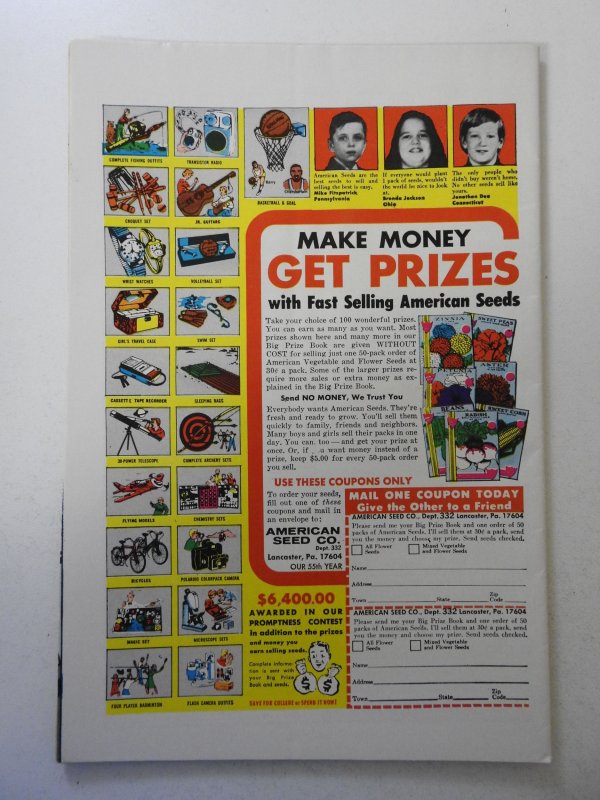 COMPLETE FISHING OUTFITS
TRANSISTOR RADIO
CROQUET SET
JR. GUITARS
WRIST WATCHES
VOLLEYBALL SET
GIRL'S TRAVEL CASE
SWIM SET
CASSETTE TAPE RECORDER
SLEEPING BAGS
30-POWER TELESCOPE
COMPLETE ARCHERY SETS
FLYING MODELS
CHEMISTRY SETS
BICYCLES
POLAROID COLORPACK CAMERA
MAGIC SET
MICROSCOPE SETS
FOUR PLAYER BADMINTON
FLASH CAMERA OUTFITS
BASKETBALL & GOAL
American Seeds are the
best seeds to sell and
selling the best is easy.
Mike Fitzpatrick
Pennsylvania
If everyone would plant
1 pack of seeds, wouldn't
the world be nice to look
at.
Brenda Jackson
Ohio
The only people who
didn't buy weren't home.
No other seeds sell like
yours.
Jonathan Dea
Connecticut
MAKE MONEY
GET PRIZES
with Fast Selling American Seeds
Take your choice of 100 wonderful prizes.
You can earn as many as you want. Most
prizes shown here and many more in our
Big Prize Book are given WITHOUT
COST for selling just one 50-pack order of
American Vegetable and Flower Seeds at
30¢ a pack. Some of the larger prizes re-
quire more sales or extra money as ex-
plained in the Big Prize Book.
Send NO MONEY, We Trust You
Everybody wants American Seeds. They're
fresh and ready to grow. You'll sell them
quickly to family, friends and neighbors.
Many boys and girls sell their packs in one
day. You can, too — and get your prize at
once. Or, if you want money instead of a
prize, keep $5.00 for every 50-pack order
you sell.
ZINNIA
SWEET PEAS
PETUNIA
ASTER
BEANS
RADISH
SWEET CORN
USE THESE COUPONS ONLY
To order your seeds,
fill out one of these
coupons and mail in
an envelope to:
AMERICAN
SEED CO.
Dept. 332
Lancaster, Pa. 17604
OUR 55th YEAR
$6,400.00
AWARDED IN OUR
PROMPTNESS CONTEST
in addition to the prizes
and money you
earn selling seeds.
Complete informa-
tion is sent with
your Big Prize
Book and seeds.
SAVE FOR COLLEGE or SPEND IT NOW!
MAIL ONE COUPON TODAY
Give the Other to a Friend
AMERICAN SEED CO., Dept. 332 Lancaster, Pa. 17604
Please send me your Big Prize Book and one order of 50
packs of American Seeds. I'll sell them at 30¢ a pack, send
you the money and choose my prize. Send seeds checked.
All Flower
Seeds
Mixed Vegetable
and Flower Seeds
Name
Address
Town State Zip Code
AMERICAN SEED CO., Dept. 332 Lancaster, Pa. 17604
Please send me your Big Prize Book and one order of 50
packs of American Seeds. I'll sell them at 30¢ a pack, send
you the money and choose my prize. Send seeds checked.
All Flower
Seeds
Mixed Vegetable
and Flower Seeds
Name
Address
Town State Zip Code